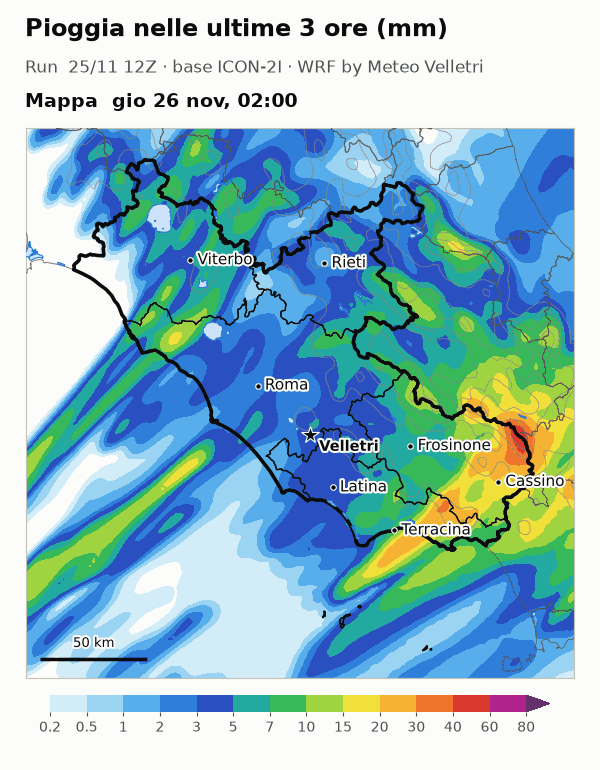 Pioggia nelle ultime 3 ore (mm)
Run  25/11 12Z · base ICON-2I · WRF by Meteo Velletri
Mappa  gio 26 nov, 02:00
Viterbo
Rieti
Roma
Velletri
Frosinone
Cassino
Latina
Terracina
50 km
0.2 0.5 1 2 3 5 7 10 15 20 30 40 60 80